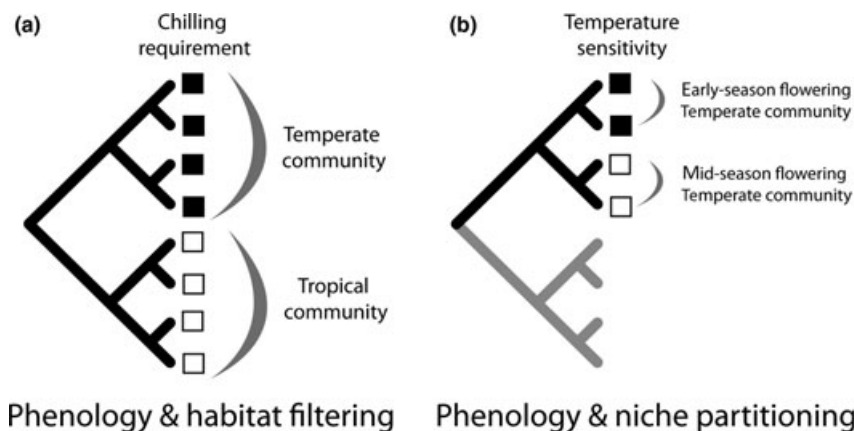 (a)
Chilling
requirement
Temperate
community
Tropical
community
Phenology & habitat filtering
(b)
Temperature
sensitivity
Early-season flowering
Temperate community
Mid-season flowering
Temperate community
Phenology & niche partitioning